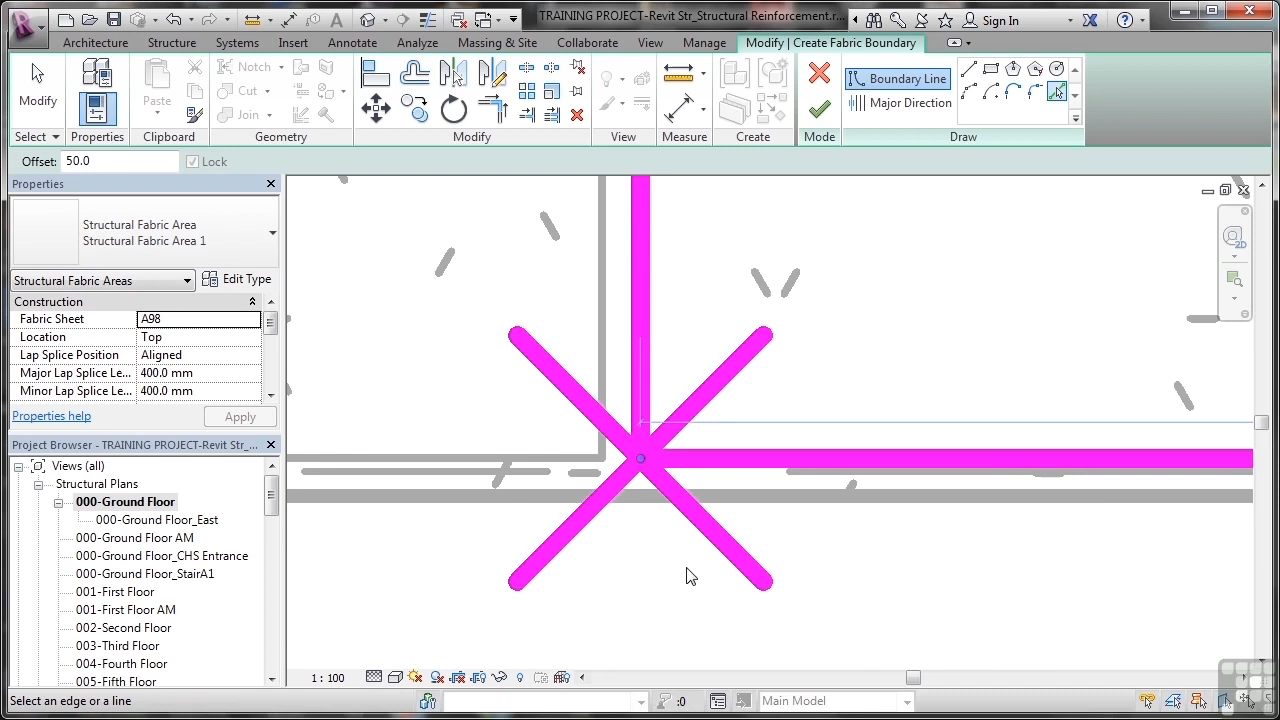 TRAINING PROJECT-Revit Str_Structural Reinforcement.r...
Sign In
Architecture Structure Systems Insert Annotate Analyze Massing & Site Collaborate View Manage Modify | Create Fabric Boundary
Modify
Paste
Notch
Cut
Join
Boundary Line
Major Direction
Select Properties Clipboard Geometry Modify View Measure Create Mode Draw
Offset: 50.0 Lock
Properties
Structural Fabric Area
Structural Fabric Area 1
Structural Fabric Areas Edit Type
Construction
Fabric Sheet A98
Location Top
Lap Splice Position Aligned
Major Lap Splice Le... 400.0 mm
Minor Lap Splice Le... 400.0 mm
Properties help Apply
Project Browser - TRAINING PROJECT-Revit Str_...
Views (all)
Structural Plans
000-Ground Floor
000-Ground Floor_East
000-Ground Floor AM
000-Ground Floor_CHS Entrance
000-Ground Floor_StairA1
001-First Floor
001-First Floor AM
002-Second Floor
003-Third Floor
004-Fourth Floor
005-Fifth Floor
2D
1 : 100
Select an edge or a line
:0
Main Model